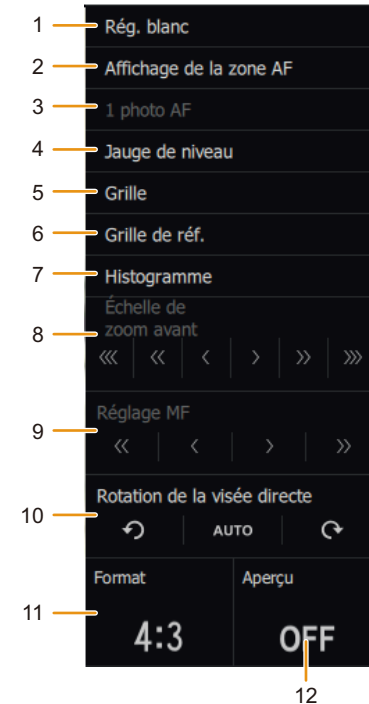 1 Rég. blanc
2 Affichage de la zone AF
3 1 photo AF
4 Jauge de niveau
5 Grille
6 Grille de réf.
7 Histogramme
Échelle de
8 zoom avant
Réglage MF
9
Rotation de la visée directe
10 AUTO
Format Aperçu
11 4:3 OFF
12